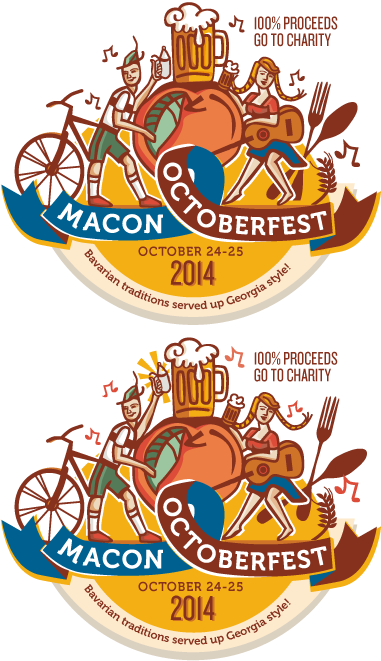 100% PROCEEDS
GO TO CHARITY
MACON OCTOBERFEST
OCTOBER 24-25
2014
Bavarian traditions served up Georgia style!
100% PROCEEDS
GO TO CHARITY
MACON OCTOBERFEST
OCTOBER 24-25
2014
Bavarian traditions served up Georgia style!